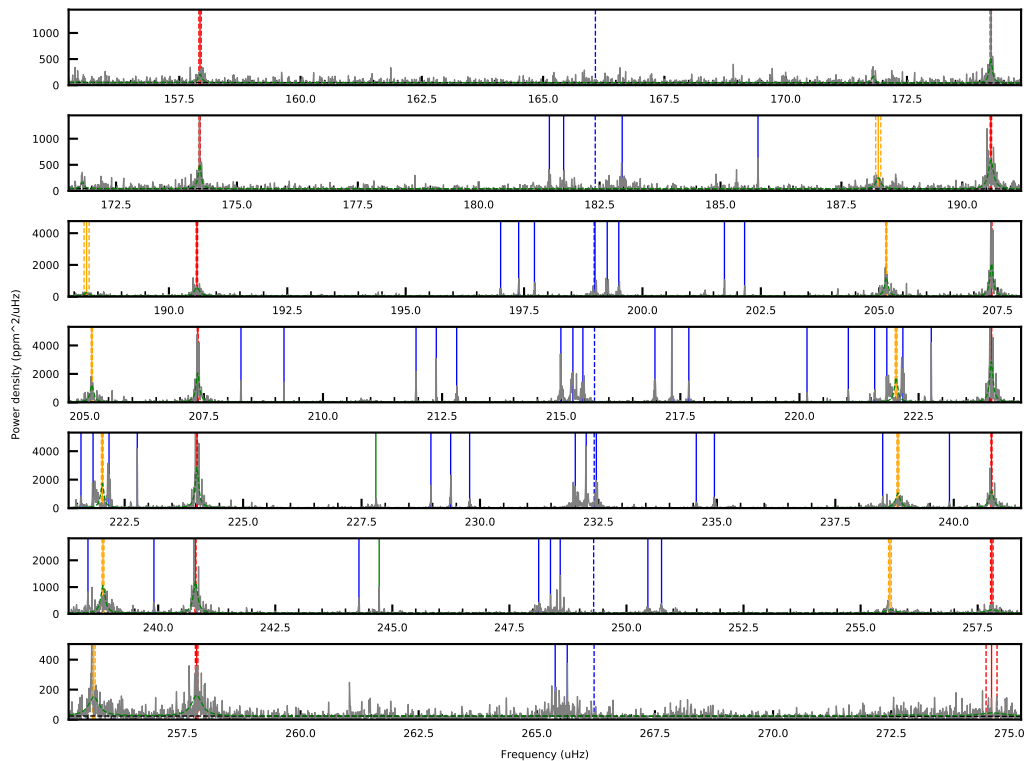 1000
500
0
157.5 160.0 162.5 165.0 167.5 170.0 172.5
1000
500
0
172.5 175.0 177.5 180.0 182.5 185.0 187.5 190.0
4000
2000
0
190.0 192.5 195.0 197.5 200.0 202.5 205.0 207.5
Power density (ppm^2/uHz)
4000
2000
0
205.0 207.5 210.0 212.5 215.0 217.5 220.0 222.5
4000
2000
0
222.5 225.0 227.5 230.0 232.5 235.0 237.5 240.0
2000
1000
0
240.0 242.5 245.0 247.5 250.0 252.5 255.0 257.5
400
200
0
257.5 260.0 262.5 265.0 267.5 270.0 272.5 275.0
Frequency (uHz)